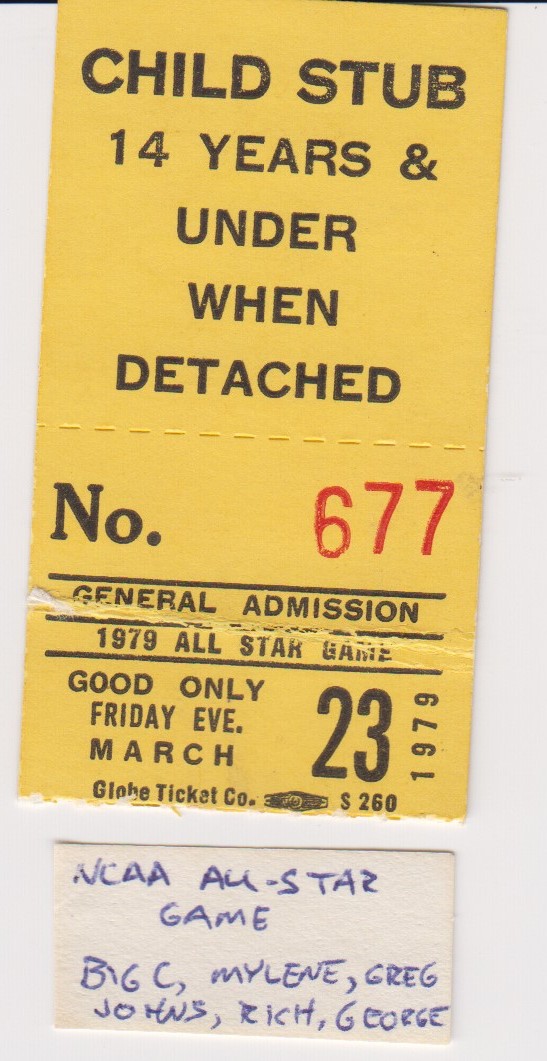 CHILD STUB
14 YEARS &
UNDER
WHEN
DETACHED
No. 677
GENERAL ADMISSION
1979 ALL STAR GAME
GOOD ONLY
FRIDAY EVE.
MARCH
23
1979
Globe Ticket Co. S 260
NCAA ALL-STAR
GAME
BIG C, MYLENE, GREG
JOHNS, RICH, GEORGE